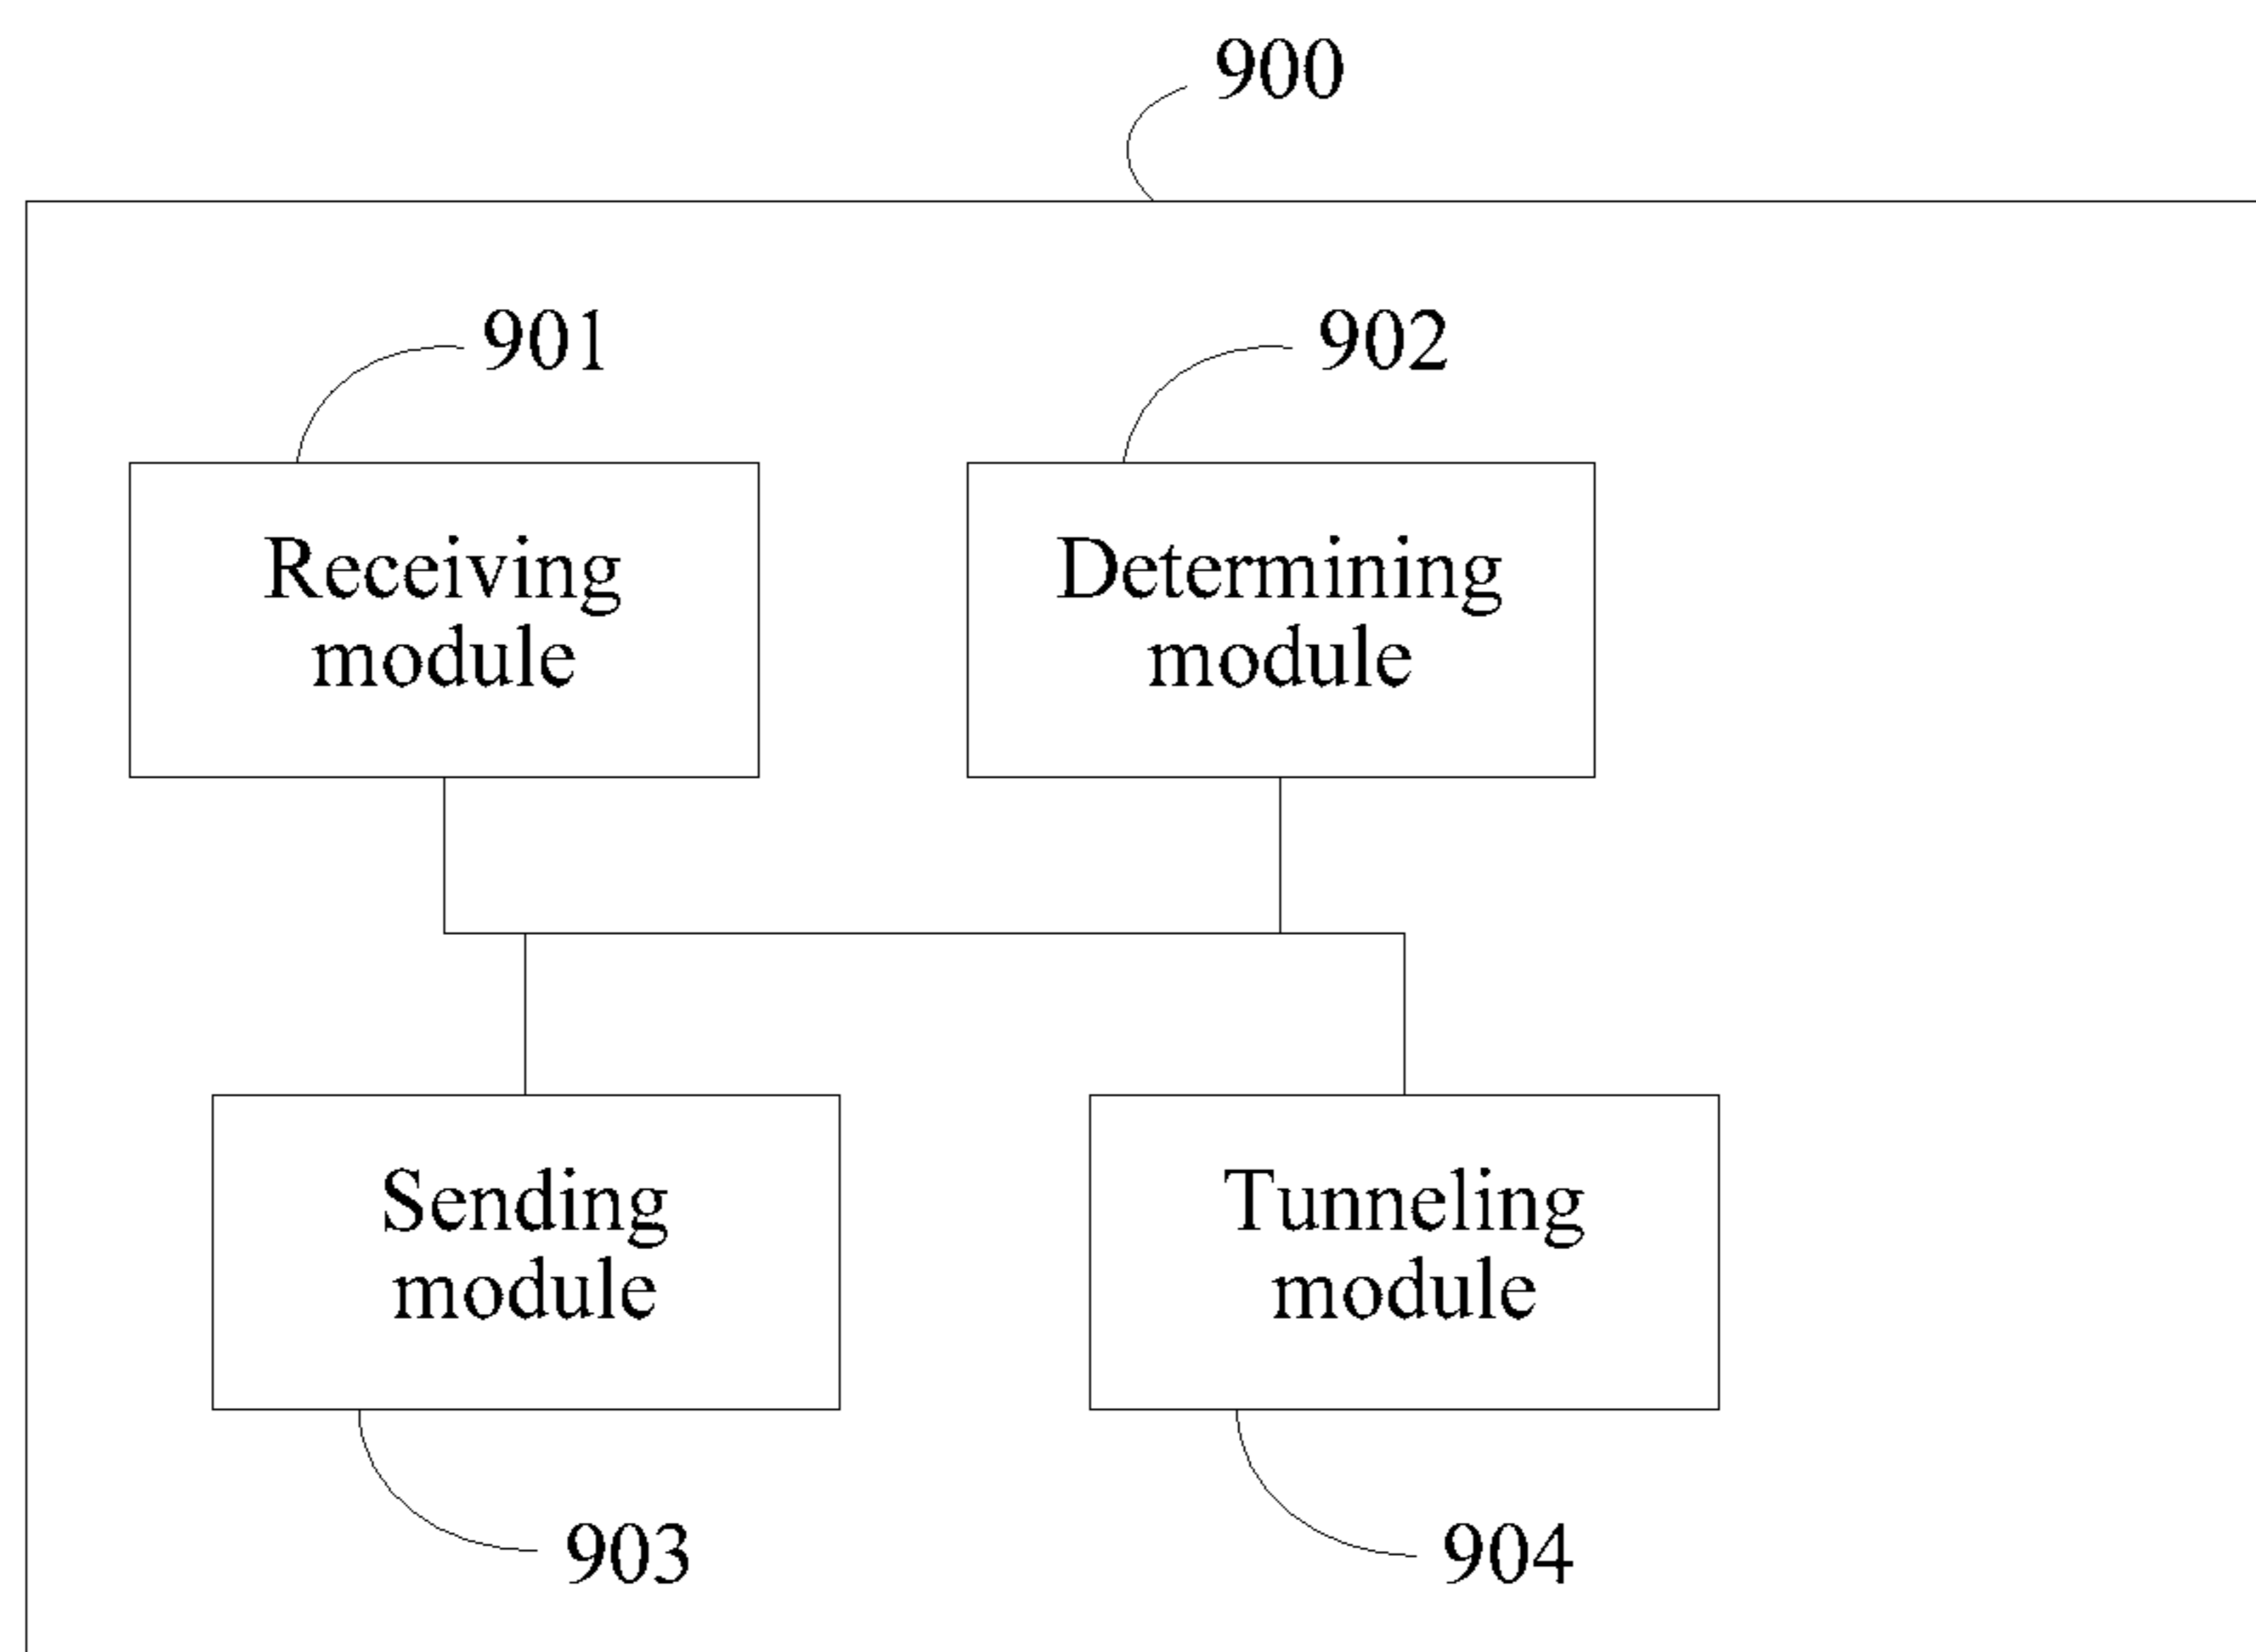 900
901
902
Receiving
module
Determining
module
Sending
module
Tunneling
module
903
904